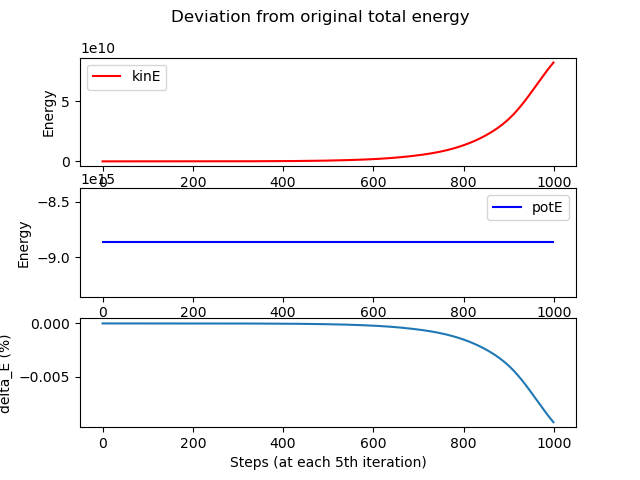 Deviation from original total energy
1e10
kinE
Energy
5
0
0 200 400 600 800 1000
1e15
potE
Energy
−8.5
−9.0
0 200 400 600 800 1000
delta_E (%)
0.000
−0.005
0 200 400 600 800 1000
Steps (at each 5th iteration)